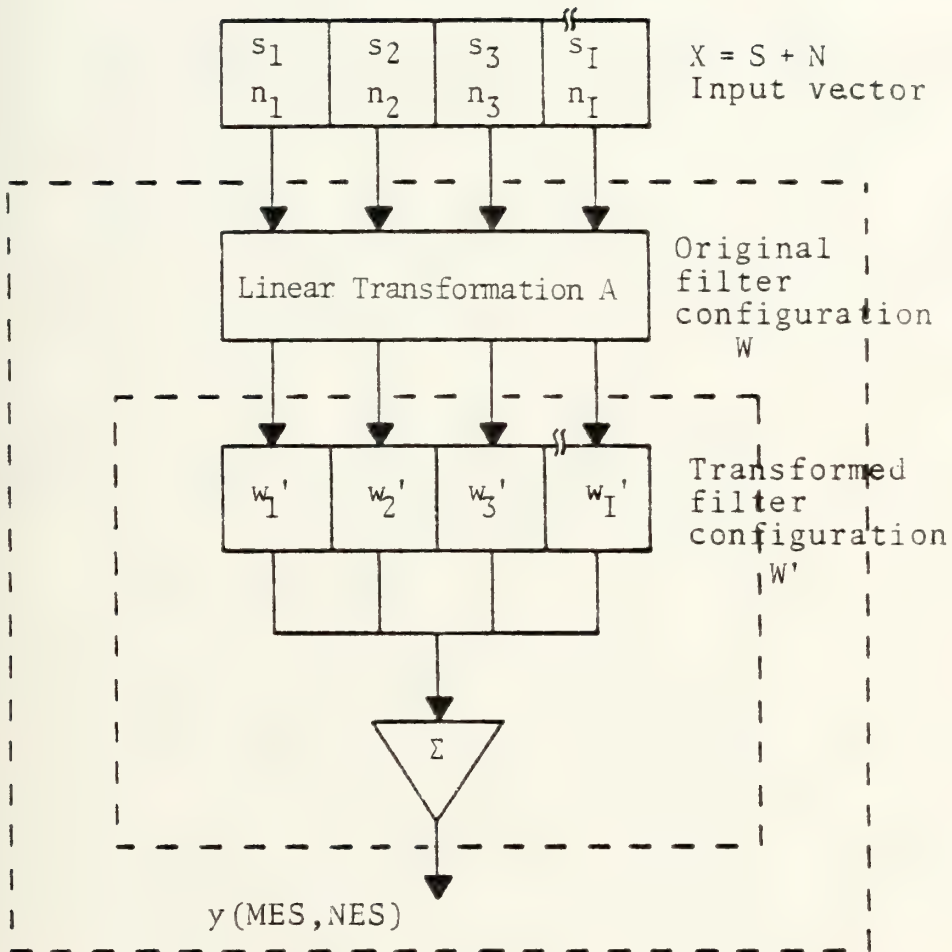 s1 s2 s3 sI
n1 n2 n3 nI
X = S + N
Input vector
Linear Transformation A
Original
filter
configuration
W
w1' w2' w3' wI'
Transformed
filter
configuration
W'
Σ
y(MES,NES)